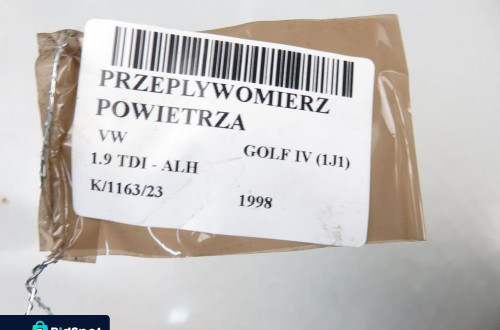 PRZEPLYWOMIERZ
POWIETRZA
VW
GOLF IV (1J1)
1.9 TDI - ALH
K/1163/23
1998